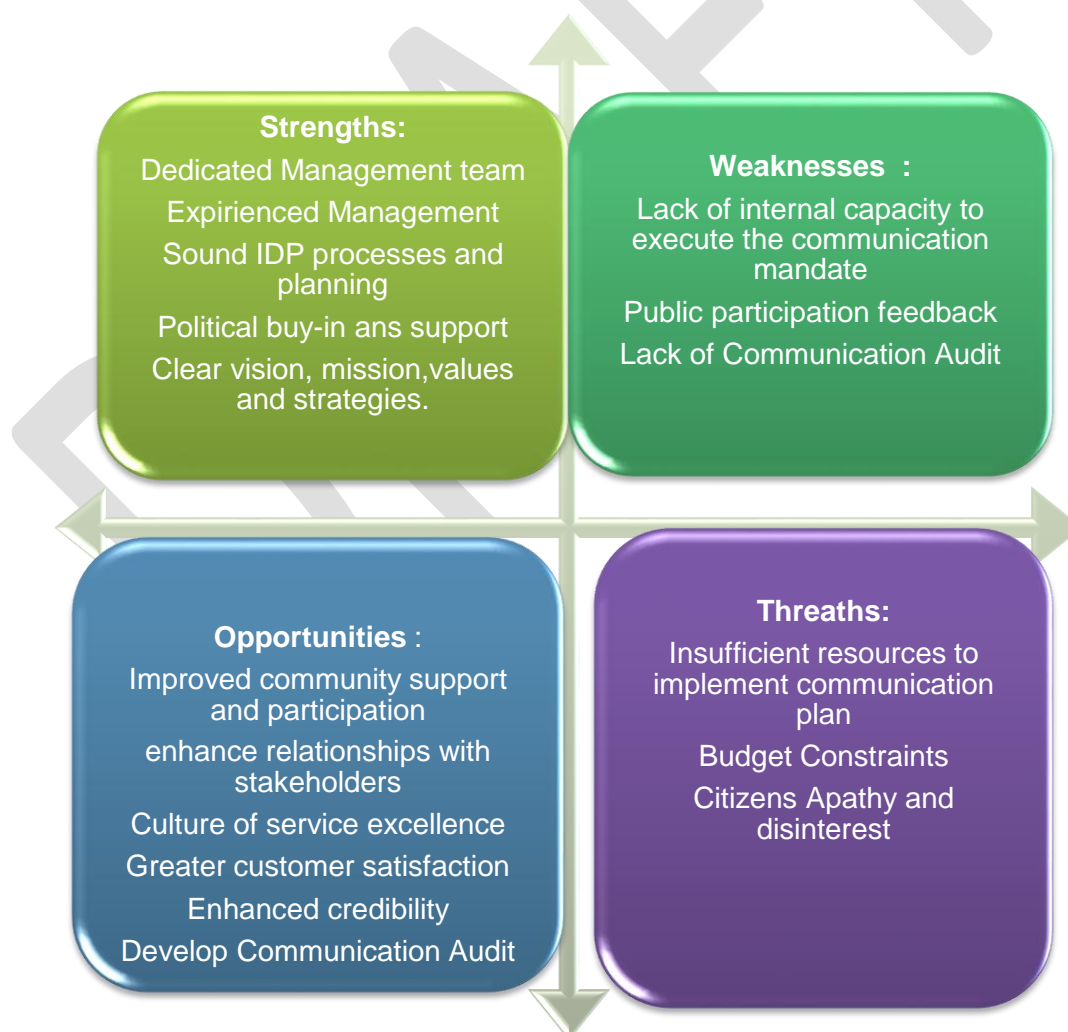 Strengths:
Dedicated Management team
Expirienced Management
Sound IDP processes and
planning
Political buy-in ans support
Clear vision, mission,values
and strategies.
Weaknesses  :
Lack of internal capacity to
execute the communication
mandate
Public participation feedback
Lack of Communication Audit
Opportunities :
Improved community support
and participation
enhance relationships with
stakeholders
Culture of service excellence
Greater customer satisfaction
Enhanced credibility
Develop Communication Audit
Threaths:
Insufficient resources to
implement communication
plan
Budget Constraints
Citizens Apathy and
disinterest